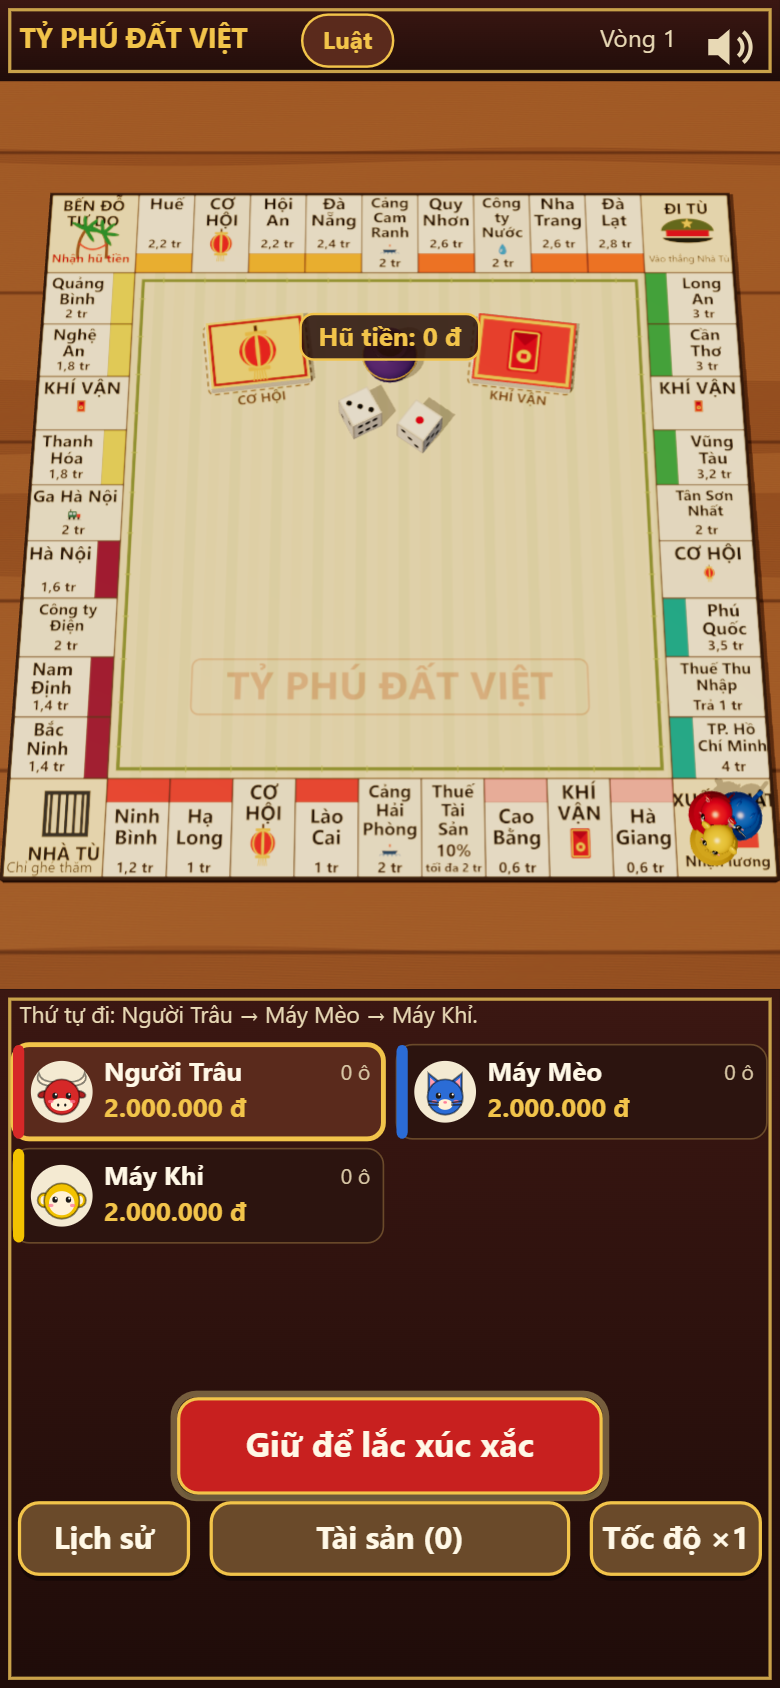 TỶ PHÚ ĐẤT VIỆT
Luật
Vòng 1
BẾN ĐỖ
TỰ DO
Nhận hũ tiền
Huế
2,2 tr
CƠ
HỘI
Hội
An
2,2 tr
Đà
Nẵng
2,4 tr
Cảng
Cam
Ranh
2 tr
Quy
Nhơn
2,6 tr
Công
ty
Nước
2 tr
Nha
Trang
2,6 tr
Đà
Lạt
2,8 tr
ĐI TÙ
Vào thẳng Nhà Tù
Quảng
Bình
2 tr
Nghệ
An
1,8 tr
KHÍ VẬN
Thanh
Hóa
1,8 tr
Ga Hà Nội
2 tr
Hà Nội
1,6 tr
Công ty
Điện
2 tr
Nam
Định
1,4 tr
Bắc
Ninh
1,4 tr
Hũ tiền: 0 đ
CƠ HỘI
KHÍ VẬN
TỶ PHÚ ĐẤT VIỆT
Long
An
3 tr
Cần
Thơ
3 tr
KHÍ VẬN
Vũng
Tàu
3,2 tr
Tân Sơn
Nhất
2 tr
CƠ HỘI
Phú
Quốc
3,5 tr
Thuế Thu
Nhập
Trả 1 tr
TP. Hồ
Chí Minh
4 tr
NHÀ TÙ
Chỉ ghé thăm
Ninh
Bình
1,2 tr
Hạ
Long
1 tr
CƠ
HỘI
Lào
Cai
1 tr
Cảng
Hải
Phòng
2 tr
Thuế
Tài
Sản
10%
tối đa 2 tr
Cao
Bằng
0,6 tr
KHÍ
VẬN
Hà
Giang
0,6 tr
Thứ tự đi: Người Trâu → Máy Mèo → Máy Khỉ.
Người Trâu
0 ô
2.000.000 đ
Máy Mèo
0 ô
2.000.000 đ
Máy Khỉ
0 ô
2.000.000 đ
Giữ để lắc xúc xắc
Lịch sử
Tài sản (0)
Tốc độ ×1